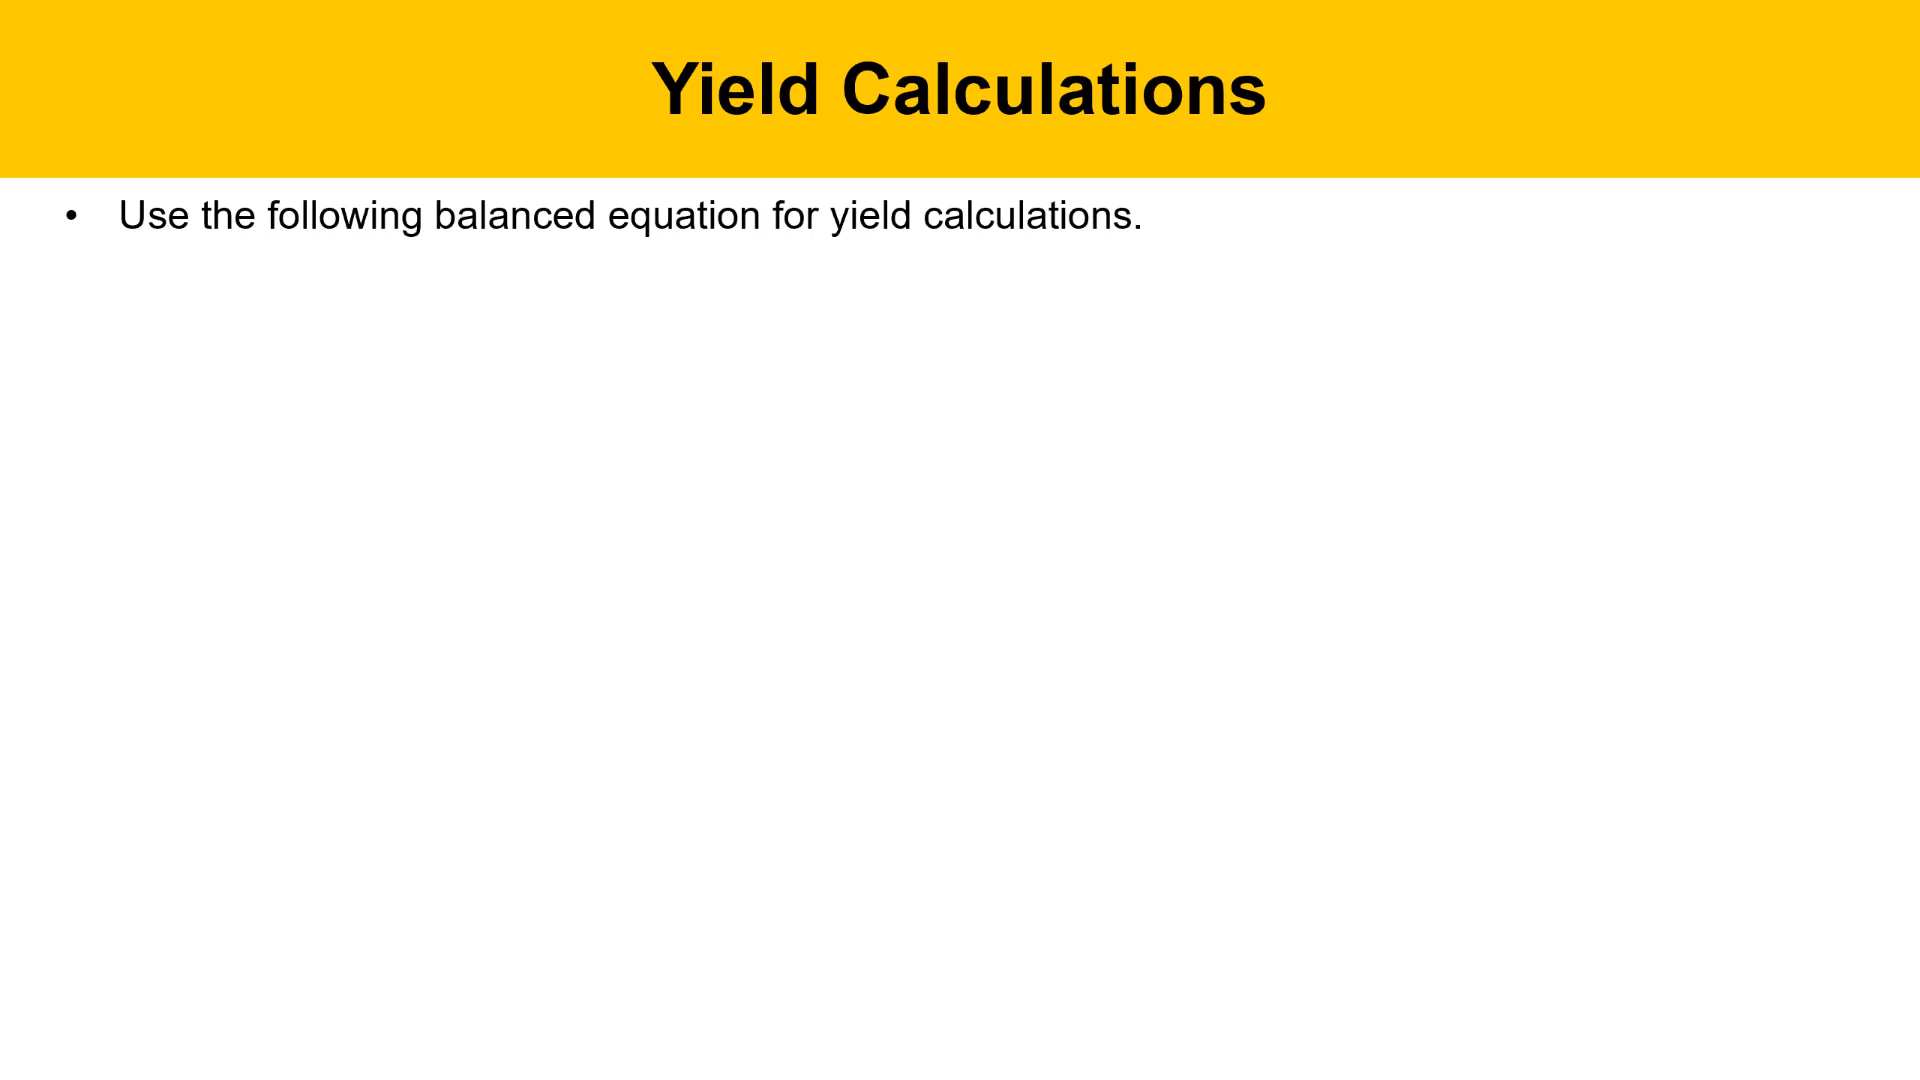 Yield Calculations
• Use the following balanced equation for yield calculations.